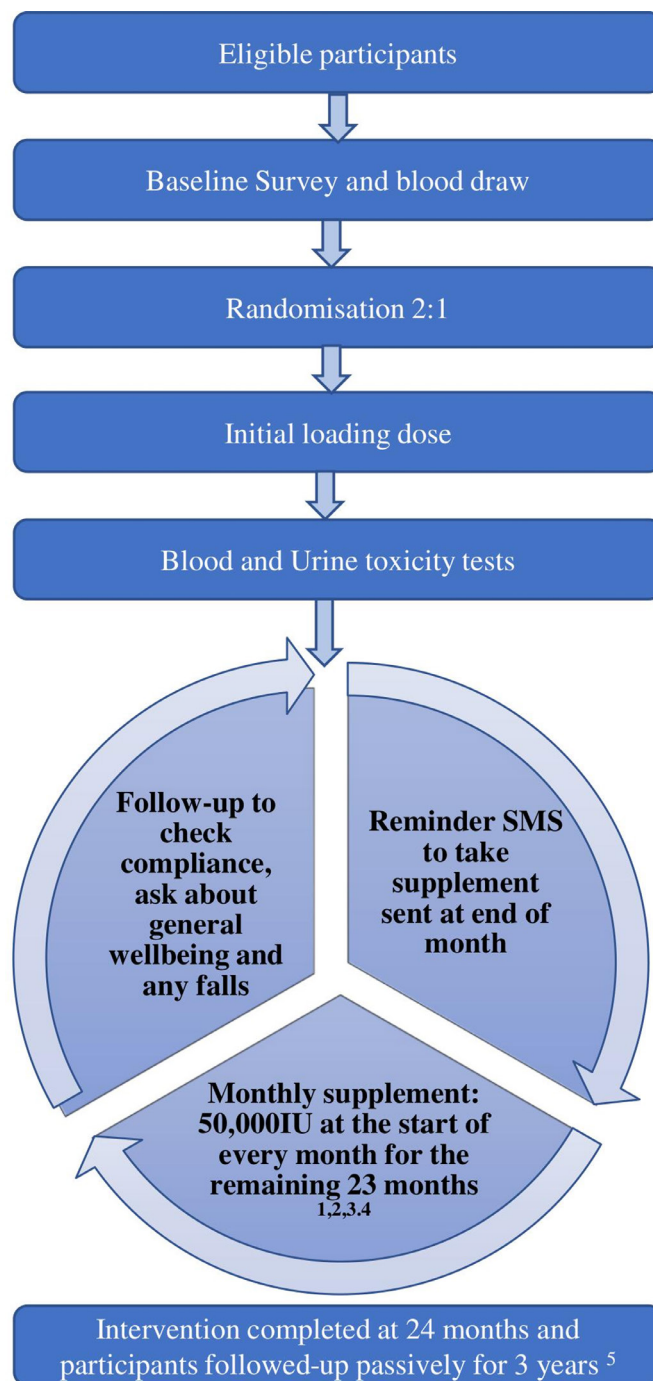 Eligible participants
Baseline Survey and blood draw
Randomisation 2:1
Initial loading dose
Blood and Urine toxicity tests
Reminder SMS
to take
supplement
sent at end of
month
Monthly supplement:
50,000IU at the start of
every month for the
remaining 23 months
1,2,3.4
Follow-up to
check
compliance,
ask about
general
wellbeing and
any falls
Intervention completed at 24 months and
participants followed-up passively for 3 years 5